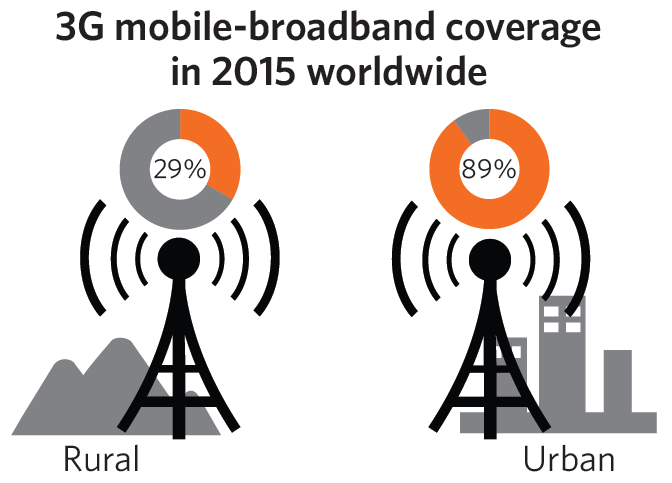 3G mobile-broadband coverage
in 2015 worldwide
29%
89%
Rural
Urban